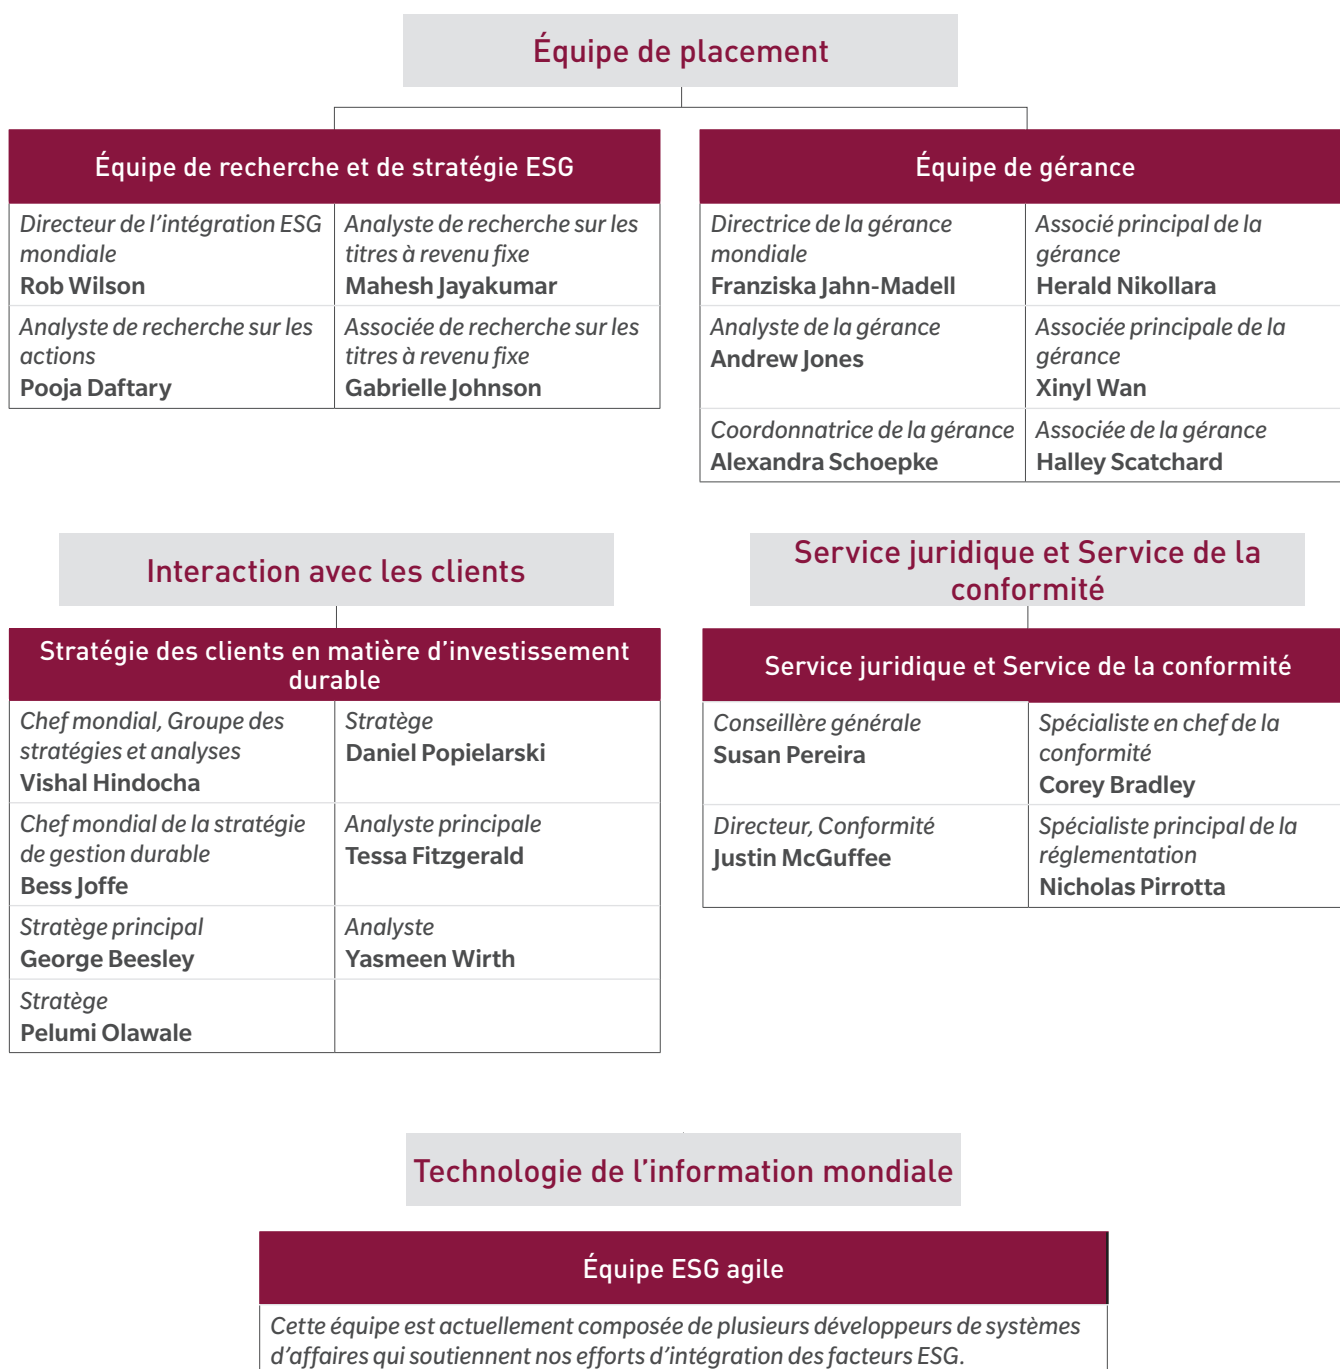 Équipe de placement
Équipe de recherche et de stratégie ESG
Directeur de l’intégration ESG
mondiale
Rob Wilson
Analyste de recherche sur les
titres à revenu fixe
Mahesh Jayakumar
Analyste de recherche sur les
actions
Pooja Daftary
Associée de recherche sur les
titres à revenu fixe
Gabrielle Johnson
Équipe de gérance
Directrice de la gérance
mondiale
Franziska Jahn-Madell
Associé principal de la
gérance
Herald Nikollara
Analyste de la gérance
Andrew Jones
Associée principale de la
gérance
Xinyl Wan
Coordonnatrice de la gérance
Alexandra Schoepke
Associée de la gérance
Halley Scatchard
Interaction avec les clients
Stratégie des clients en matière d’investissement
durable
Chef mondial, Groupe des
stratégies et analyses
Vishal Hindocha
Stratège
Daniel Popielarski
Chef mondial de la stratégie
de gestion durable
Bess Joffe
Analyste principale
Tessa Fitzgerald
Stratège principal
George Beesley
Analyste
Yasmeen Wirth
Stratège
Pelumi Olawale
Service juridique et Service de la
conformité
Service juridique et Service de la conformité
Conseillère générale
Susan Pereira
Spécialiste en chef de la
conformité
Corey Bradley
Directeur, Conformité
Justin McGuffee
Spécialiste principal de la
réglementation
Nicholas Pirrotta
Technologie de l’information mondiale
Équipe ESG agile
Cette équipe est actuellement composée de plusieurs développeurs de systèmes
d’affaires qui soutiennent nos efforts d’intégration des facteurs ESG.